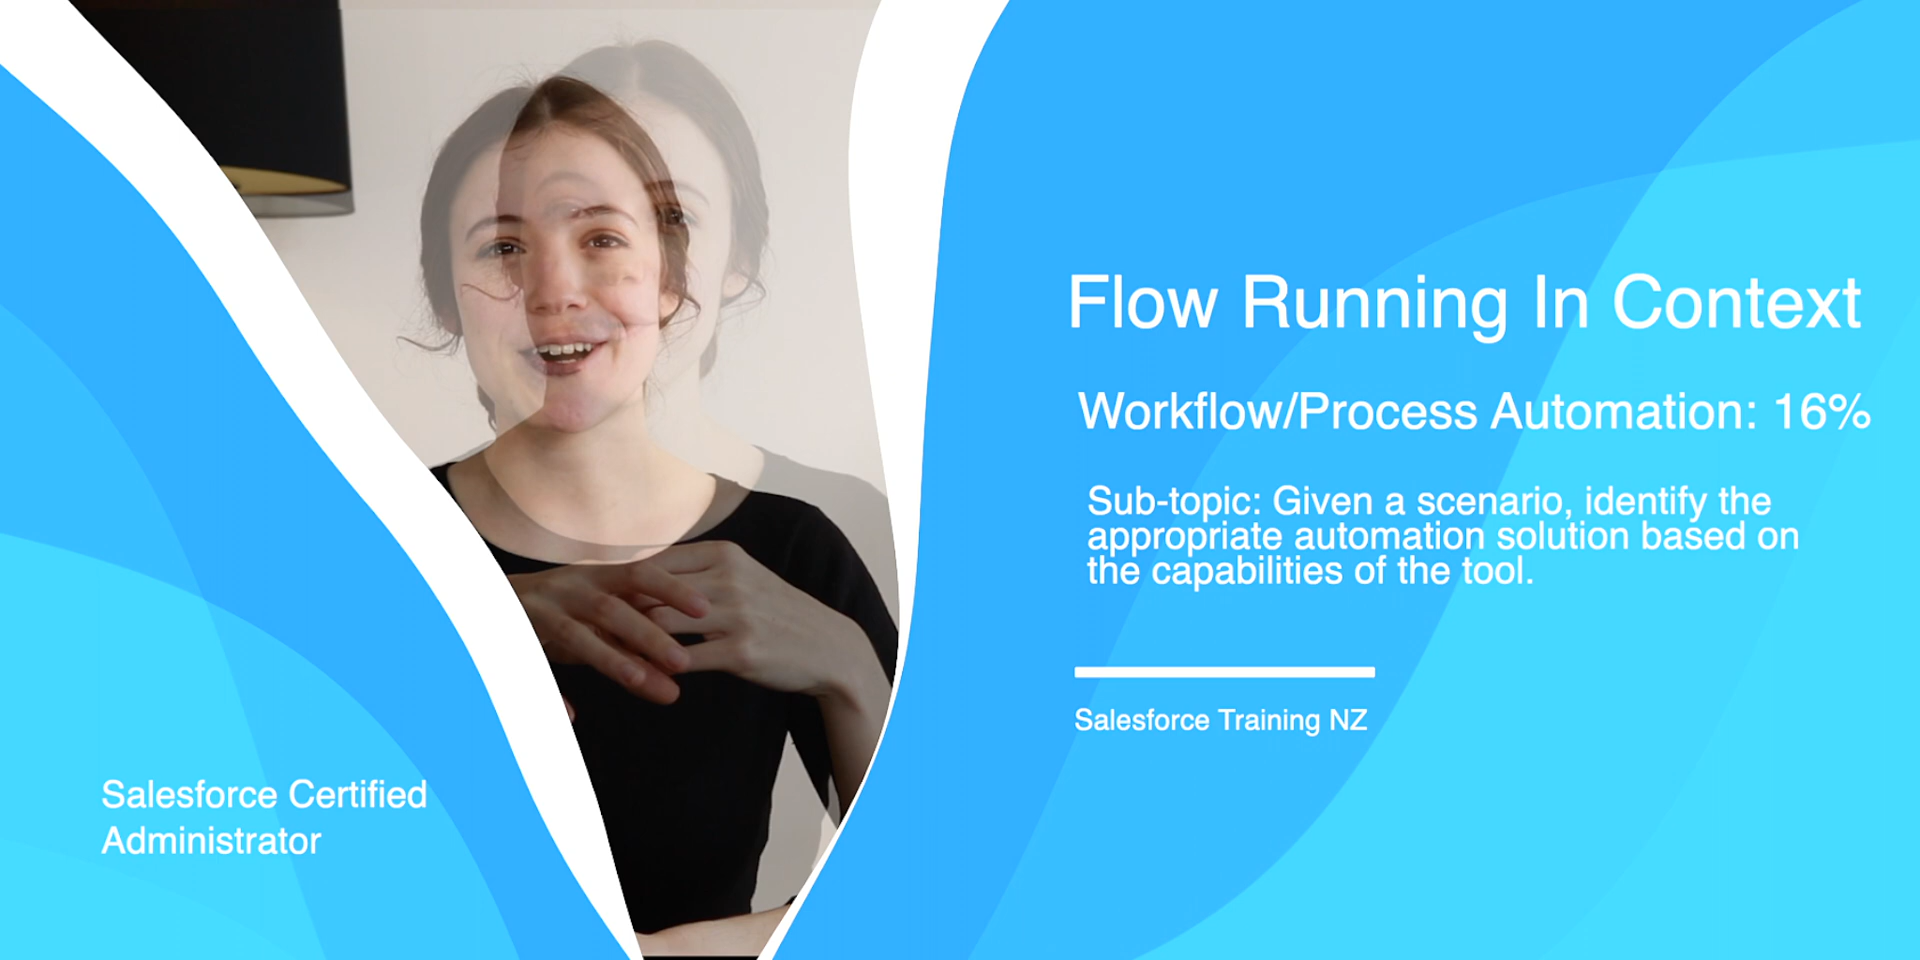 Flow Running In Context
Workflow/Process Automation: 16%
Sub-topic: Given a scenario, identify the
appropriate automation solution based on
the capabilities of the tool.
Salesforce Training NZ
Salesforce Certified
Administrator